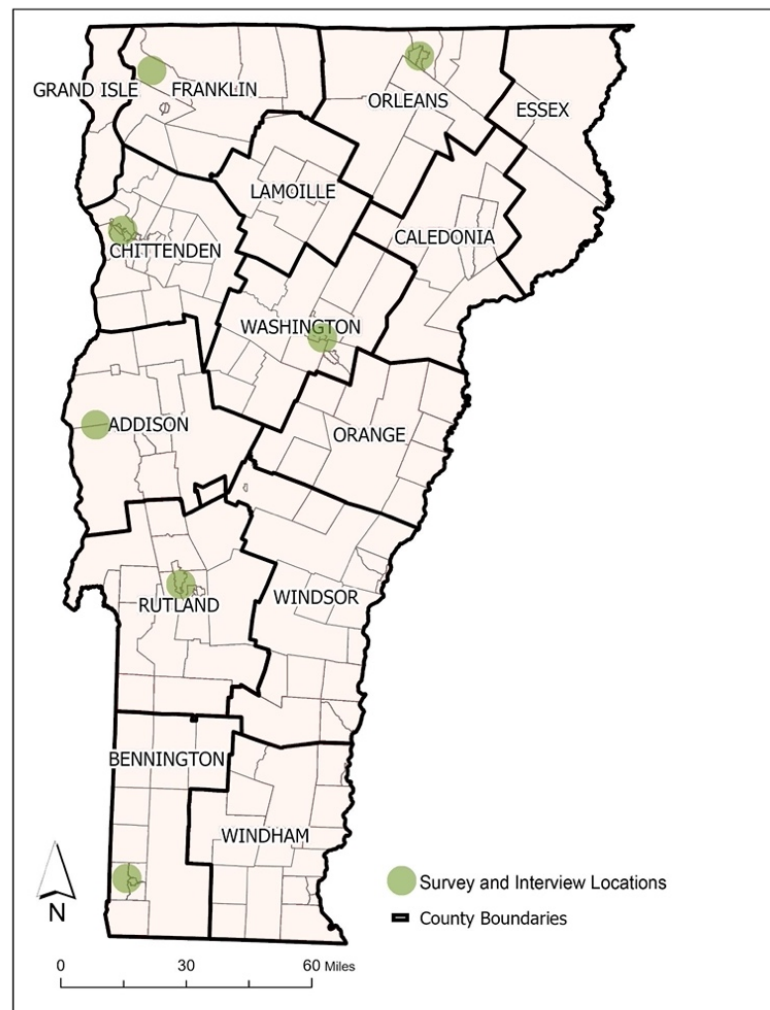 GRAND ISLE
FRANKLIN
ORLEANS
ESSEX
LAMOILLE
CALEDONIA
CHITTENDEN
WASHINGTON
ADDISON
ORANGE
RUTLAND
WINDSOR
BENNINGTON
WINDHAM
N
Survey and Interview Locations
County Boundaries
0 30 60 Miles